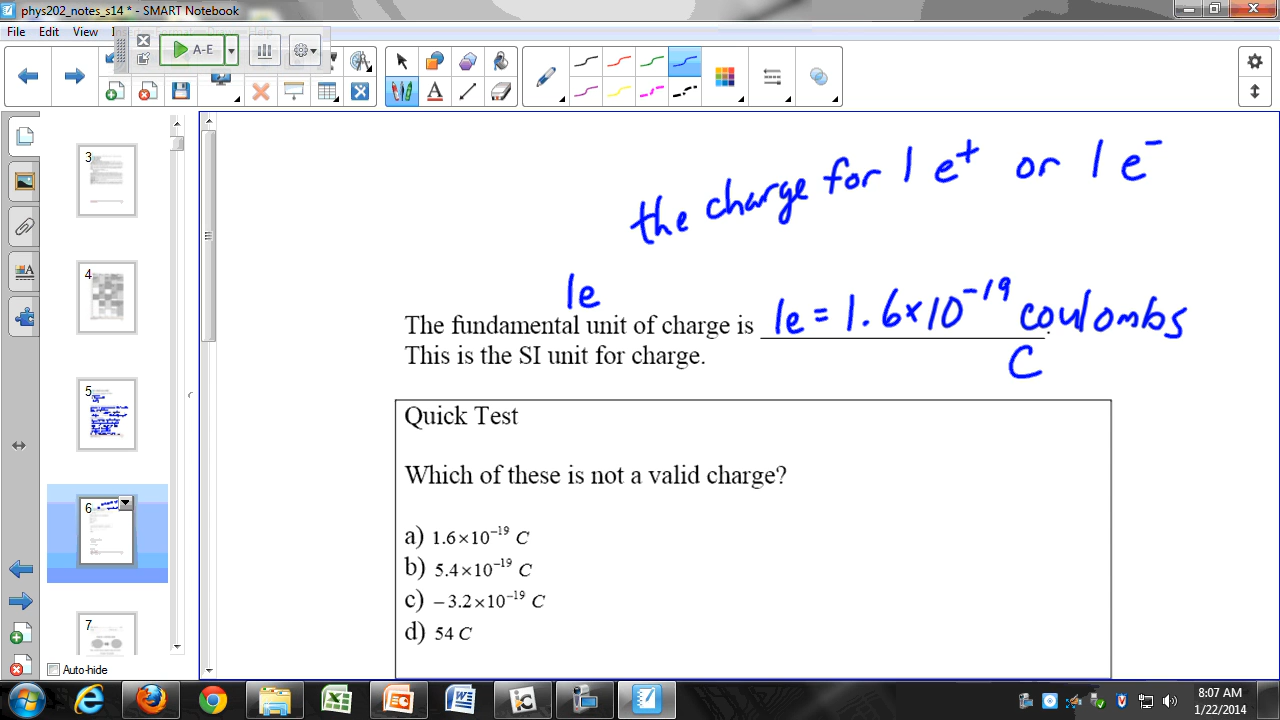 phys202_notes_s14 * - SMART Notebook
File Edit View
A-E
the charge for 1 e⁺ or 1 e⁻
1e
The fundamental unit of charge is 1e = 1.6×10⁻¹⁹ coulombs
This is the SI unit for charge.
C
Quick Test
Which of these is not a valid charge?
a) 1.6×10⁻¹⁹ C
b) 5.4×10⁻¹⁹ C
c) −3.2×10⁻¹⁹ C
d) 54 C
3
4
5
6
7
Auto-hide
8:07 AM
1/22/2014